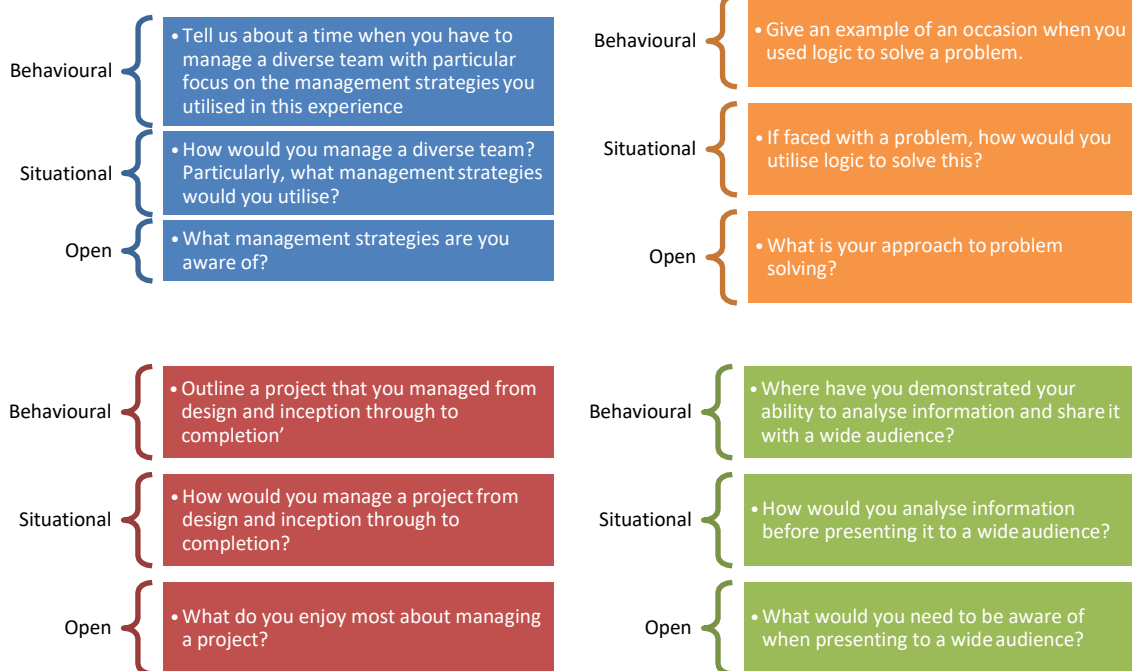 Behavioural
• Tell us about a time when you have to
manage a diverse team with particular
focus on the management strategies you
utilised in this experience
Situational
• How would you manage a diverse team?
Particularly, what management strategies
would you utilise?
Open
• What management strategies are you
aware of?
Behavioural
• Give an example of an occasion when you
used logic to solve a problem.
Situational
• If faced with a problem, how would you
utilise logic to solve this?
Open
• What is your approach to problem
solving?
Behavioural
• Outline a project that you managed from
design and inception through to
completion’
Situational
• How would you manage a project from
design and inception through to
completion?
Open
• What do you enjoy most about managing
a project?
Behavioural
• Where have you demonstrated your
ability to analyse information and share it
with a wide audience?
Situational
• How would you analyse information
before presenting it to a wide audience?
Open
• What would you need to be aware of
when presenting to a wide audience?